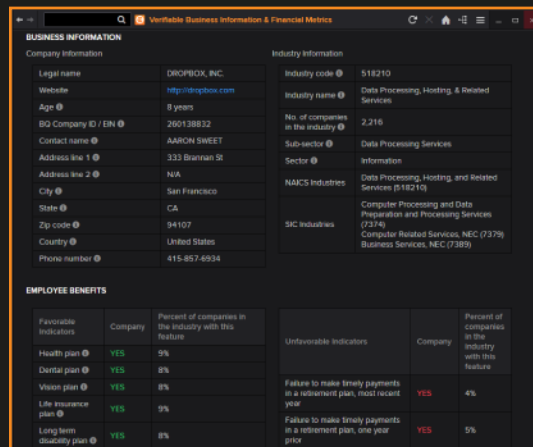 Verifiable Business Information & Financial Metrics
BUSINESS INFORMATION
Company Information
Legal name DROPBOX, INC.
Website http://dropbox.com
Age 8 years
BQ Company ID / EIN 260138832
Contact name AARON SWEET
Address line 1 333 Brannan St
Address line 2 N/A
City San Francisco
State CA
Zip code 94107
Country United States
Phone number 415-857-6934
Industry Information
Industry code 518210
Industry name Data Processing, Hosting, & Related
Services
No. of companies
in the industry 2,216
Sub-sector Data Processing Services
Sector Information
NAICS Industries Data Processing, Hosting, and Related
Services (518210)
SIC Industries Computer Processing and Data
Preparation and Processing Services
(7374)
Computer Related Services, NEC (7379)
Business Services, NEC (7389)
EMPLOYEE BENEFITS
Favorable
Indicators
Company
Percent of companies in
the industry with this
feature
Health plan YES 9%
Dental plan YES 8%
Vision plan YES 8%
Life insurance
plan YES 9%
Long term
disability plan YES 8%
Unfavorable Indicators
Company
Percent of
companies
in the
industry
with this
feature
Failure to make timely payments
in a retirement plan, most recent
year YES 4%
Failure to make timely payments
in a retirement plan, one year
prior YES 5%